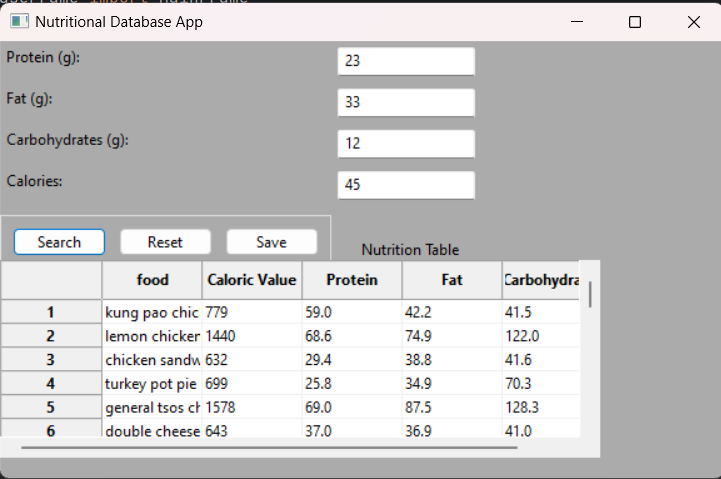 Nutritional Database App
Protein (g): 23
Fat (g): 33
Carbohydrates (g): 12
Calories: 45
Search Reset Save
Nutrition Table
food Caloric Value Protein Fat Carbohydra
1 kung pao chic 779 59.0 42.2 41.5
2 lemon chicken 1440 68.6 74.9 122.0
3 chicken sandw 632 29.4 38.8 41.6
4 turkey pot pie 699 25.8 34.9 70.3
5 general tsos ch 1578 69.0 87.5 128.3
6 double cheese 643 37.0 36.9 41.0